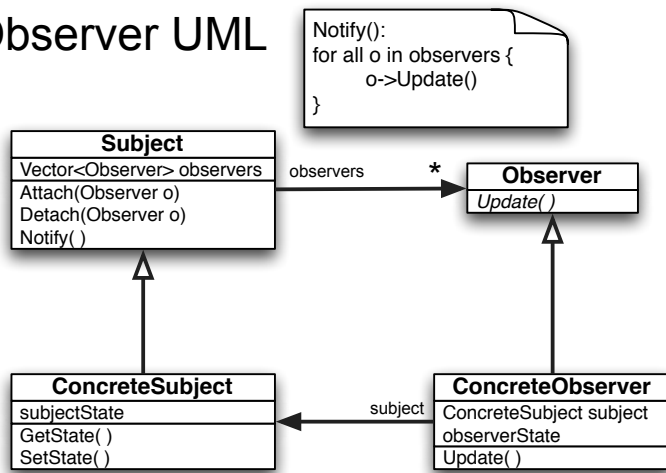 Observer UML
Notify():
for all o in observers {
o->Update()
}
Subject
Vector<Observer> observers
Attach(Observer o)
Detach(Observer o)
Notify( )
observers
*
Observer
Update( )
ConcreteSubject
subjectState
GetState( )
SetState( )
subject
ConcreteObserver
ConcreteSubject subject
observerState
Update( )